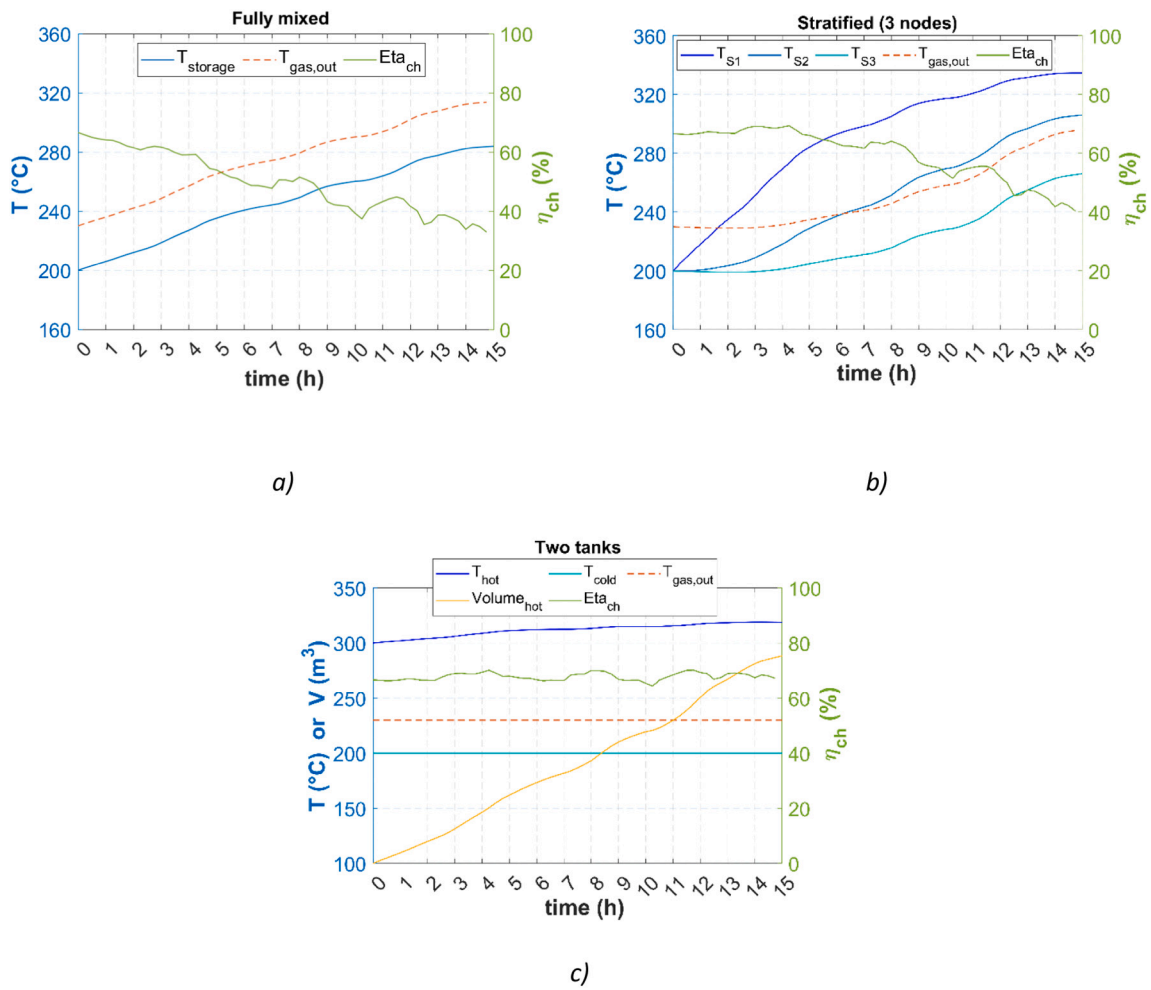 Fully mixed
T_storage T_gas,out Eta_ch
T (°C)
360
320
280
240
200
160
100
80
60
40
20
0
η_ch (%)
0 1 2 3 4 5 6 7 8 9 10 11 12 13 14 15
time (h)
a)
Stratified (3 nodes)
T_S1 T_S2 T_S3 T_gas,out Eta_ch
T (°C)
360
320
280
240
200
160
100
80
60
40
20
0
η_ch (%)
0 1 2 3 4 5 6 7 8 9 10 11 12 13 14 15
time (h)
b)
Two tanks
T_hot T_cold T_gas,out
Volume_hot Eta_ch
T (°C) or V (m³)
350
300
250
200
150
100
100
80
60
40
20
0
η_ch (%)
0 1 2 3 4 5 6 7 8 9 10 11 12 13 14 15
time (h)
c)